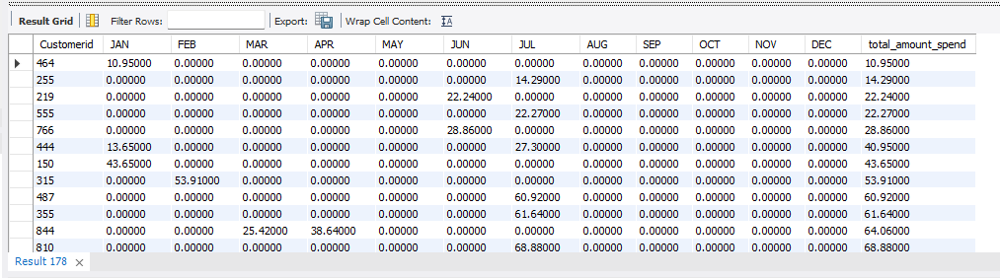 Result Grid Filter Rows: Export: Wrap Cell Content:
Customerid JAN FEB MAR APR MAY JUN JUL AUG SEP OCT NOV DEC total_amount_spend
464 10.95000 0.00000 0.00000 0.00000 0.00000 0.00000 0.00000 0.00000 0.00000 0.00000 0.00000 0.00000 10.95000
255 0.00000 0.00000 0.00000 0.00000 0.00000 0.00000 14.29000 0.00000 0.00000 0.00000 0.00000 0.00000 14.29000
219 0.00000 0.00000 0.00000 0.00000 0.00000 22.24000 0.00000 0.00000 0.00000 0.00000 0.00000 0.00000 22.24000
555 0.00000 0.00000 0.00000 0.00000 0.00000 0.00000 22.27000 0.00000 0.00000 0.00000 0.00000 0.00000 22.27000
766 0.00000 0.00000 0.00000 0.00000 0.00000 28.86000 0.00000 0.00000 0.00000 0.00000 0.00000 0.00000 28.86000
444 13.65000 0.00000 0.00000 0.00000 0.00000 0.00000 27.30000 0.00000 0.00000 0.00000 0.00000 0.00000 40.95000
150 43.65000 0.00000 0.00000 0.00000 0.00000 0.00000 0.00000 0.00000 0.00000 0.00000 0.00000 0.00000 43.65000
315 0.00000 53.91000 0.00000 0.00000 0.00000 0.00000 0.00000 0.00000 0.00000 0.00000 0.00000 0.00000 53.91000
487 0.00000 0.00000 0.00000 0.00000 0.00000 0.00000 60.92000 0.00000 0.00000 0.00000 0.00000 0.00000 60.92000
355 0.00000 0.00000 0.00000 0.00000 0.00000 0.00000 61.64000 0.00000 0.00000 0.00000 0.00000 0.00000 61.64000
844 0.00000 0.00000 25.42000 38.64000 0.00000 0.00000 0.00000 0.00000 0.00000 0.00000 0.00000 0.00000 64.06000
810 0.00000 0.00000 0.00000 0.00000 0.00000 0.00000 68.88000 0.00000 0.00000 0.00000 0.00000 0.00000 68.88000
Result 178